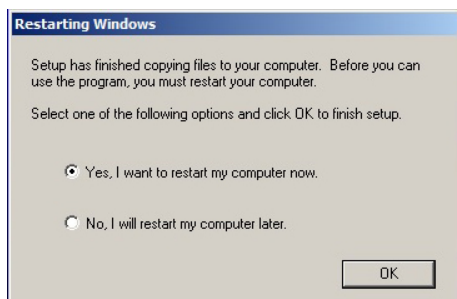 Restarting Windows
Setup has finished copying files to your computer.  Before you can
use the program, you must restart your computer.
Select one of the following options and click OK to finish setup.
Yes, I want to restart my computer now.
No, I will restart my computer later.
OK